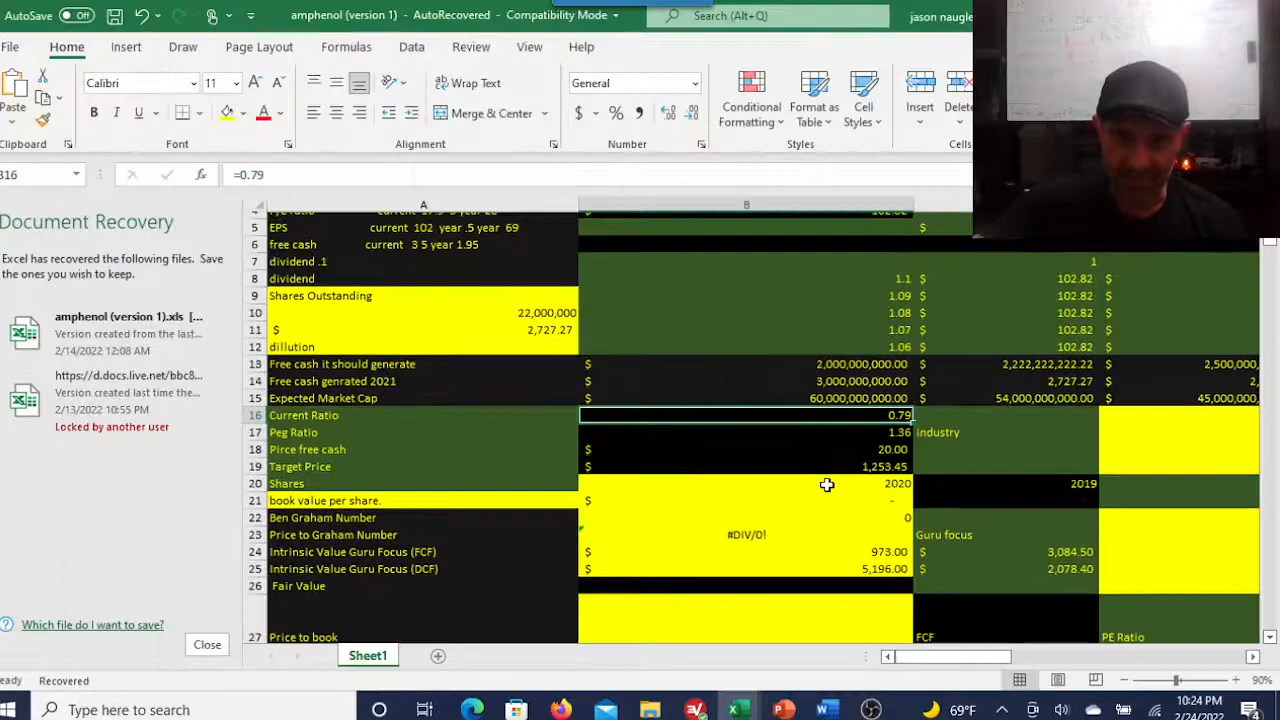 AutoSave Off amphenol (version 1) - AutoRecovered - Compatibility Mode Search (Alt+Q) jason naugle
File Home Insert Draw Page Layout Formulas Data Review View Help
Paste Calibri 11 Wrap Text General Conditional Formatting Format as Table Cell Styles Insert Delete
B I U A Merge & Center $ %
Clipboard Font Alignment Number Styles Cells
B16 fx =0.79
Document Recovery
Excel has recovered the following files. Save the ones you wish to keep.
amphenol (version 1).xls [...
Version created from the last...
2/14/2022 12:08 AM
https://d.docs.live.net/bbc8...
Version created last time the...
2/13/2022 10:55 PM
Locked by another user
Which file do I want to save?
Close
A B
5 EPS current 102 year .5 year 69 $
6 free cash current 3 5 year 1.95
7 dividend .1 1
8 dividend 1.1 $ 102.82 $
9 Shares Outstanding 1.09 $ 102.82 $
10 22,000,000 1.08 $ 102.82 $
11 $ 2,727.27 1.07 $ 102.82 $
12 dillution 1.06 $ 102.82 $
13 Free cash it should generate $ 2,000,000,000.00 $ 2,222,222,222.22 $ 2,500,000,
14 Free cash genrated 2021 $ 3,000,000,000.00 $ 2,727.27 $ 2,
15 Expected Market Cap $ 60,000,000,000.00 $ 54,000,000,000.00 $ 45,000,000,
16 Current Ratio 0.79
17 Peg Ratio 1.36 industry
18 Pirce free cash $ 20.00
19 Target Price $ 1,253.45
20 Shares 2020 2019
21 book value per share. $ -
22 Ben Graham Number 0
23 Price to Graham Number #DIV/0! Guru focus
24 Intrinsic Value Guru Focus (FCF) $ 973.00 $ 3,084.50
25 Intrinsic Value Guru Focus (DCF) $ 5,196.00 $ 2,078.40
26 Fair Value
27 Price to book FCF PE Ratio
Sheet1
Ready Recovered 90%
Type here to search 69°F 10:24 PM
2/24/2022 4